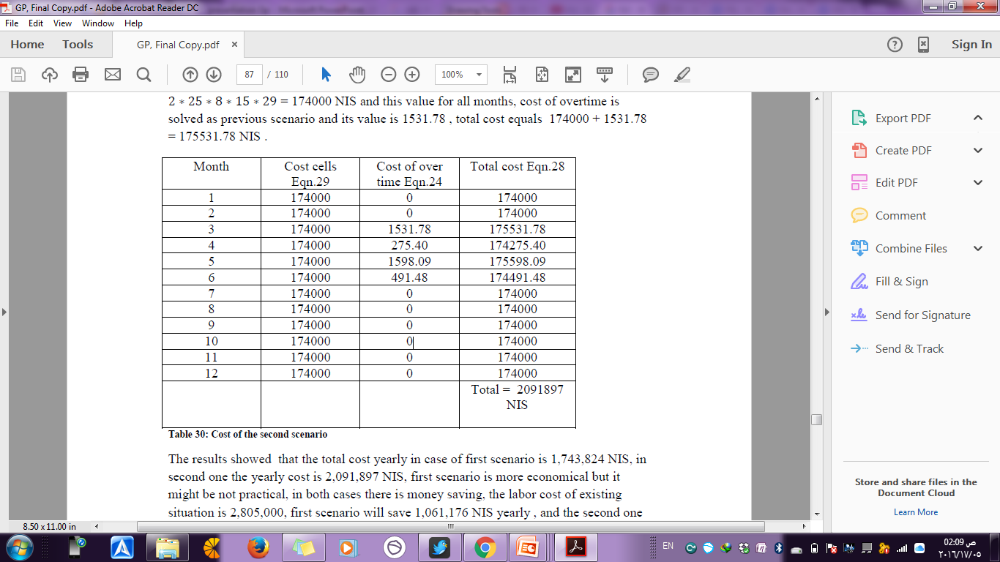 GP, Final Copy.pdf - Adobe Acrobat Reader DC
File Edit View Window Help
Home Tools GP, Final Copy.pdf × Sign In
87 / 110 100%
2 ∗ 25 ∗ 8 ∗ 15 ∗ 29 = 174000 NIS and this value for all months, cost of overtime is
solved as previous scenario and its value is 1531.78 , total cost equals 174000 + 1531.78
= 175531.78 NIS .
Month Cost cells Eqn.29 Cost of over time Eqn.24 Total cost Eqn.28
1 174000 0 174000
2 174000 0 174000
3 174000 1531.78 175531.78
4 174000 275.40 174275.40
5 174000 1598.09 175598.09
6 174000 491.48 174491.48
7 174000 0 174000
8 174000 0 174000
9 174000 0 174000
10 174000 0 174000
11 174000 0 174000
12 174000 0 174000
Total = 2091897
NIS
Table 30: Cost of the second scenario
The results showed that the total cost yearly in case of first scenario is 1,743,824 NIS, in
second one the yearly cost is 2,091,897 NIS, first scenario is more economical but it
might be not practical, in both cases there is money saving, the labor cost of existing
situation is 2,805,000, first scenario will save 1,061,176 NIS yearly , and the second one
8.50 x 11.00 in
Export PDF
Create PDF
Edit PDF
Comment
Combine Files
Fill & Sign
Send for Signature
Send & Track
Store and share files in the
Document Cloud
Learn More
EN
02:09 ص
٢٠١٦/١٧/٠٥